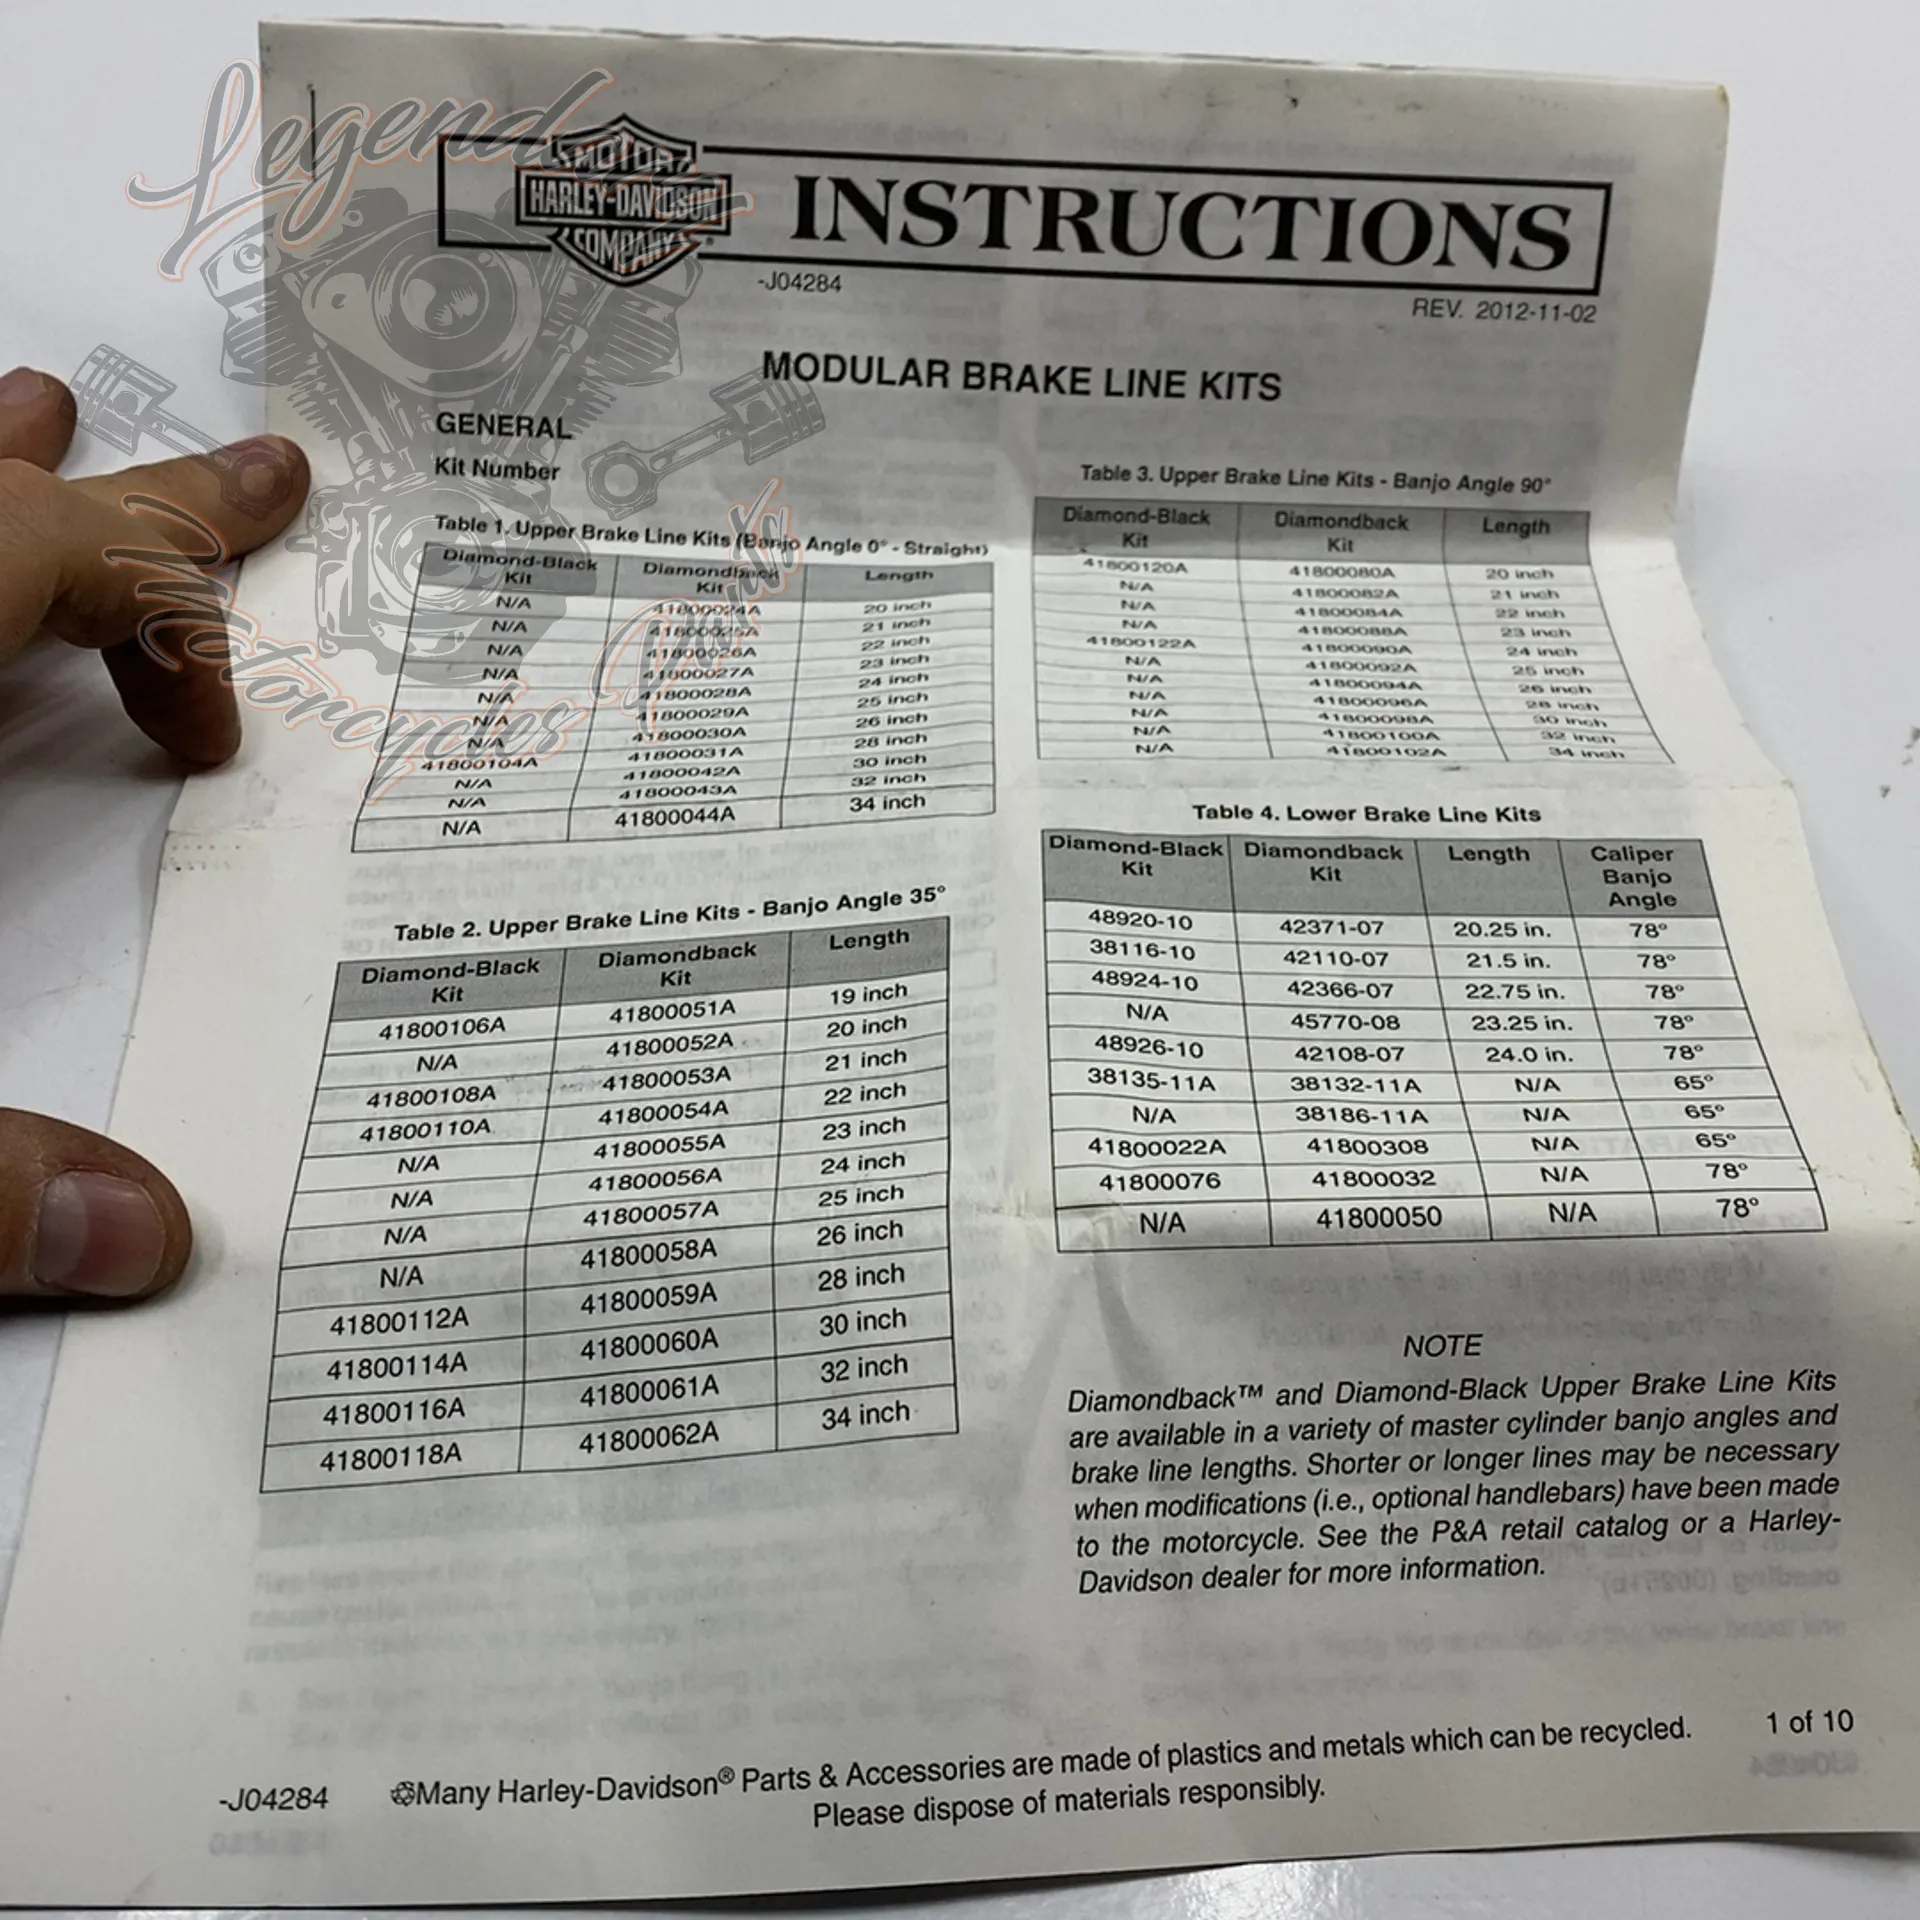 Legend
Motorcycles Parts
MOTOR
HARLEY-DAVIDSON
COMPANY
INSTRUCTIONS
-J04284
REV. 2012-11-02
MODULAR BRAKE LINE KITS
GENERAL
Kit Number
Table 1. Upper Brake Line Kits (Banjo Angle 0° - Straight)
Diamond-Black Kit Diamondback Kit Length
N/A 41800024A 20 inch
N/A 41800025A 21 inch
N/A 41800026A 22 inch
N/A 41800027A 23 inch
N/A 41800028A 24 inch
N/A 41800029A 25 inch
N/A 41800030A 26 inch
41800104A 41800031A 28 inch
N/A 41800042A 30 inch
N/A 41800043A 32 inch
N/A 41800044A 34 inch
Table 2. Upper Brake Line Kits - Banjo Angle 35°
Diamond-Black Kit Diamondback Kit Length
41800106A 41800051A 19 inch
N/A 41800052A 20 inch
41800108A 41800053A 21 inch
41800110A 41800054A 22 inch
N/A 41800055A 23 inch
N/A 41800056A 24 inch
N/A 41800057A 25 inch
N/A 41800058A 26 inch
41800112A 41800059A 28 inch
41800114A 41800060A 30 inch
41800116A 41800061A 32 inch
41800118A 41800062A 34 inch
Table 3. Upper Brake Line Kits - Banjo Angle 90°
Diamond-Black Kit Diamondback Kit Length
41800120A 41800080A 20 inch
N/A 41800082A 21 inch
N/A 41800084A 22 inch
N/A 41800088A 23 inch
41800122A 41800090A 24 inch
N/A 41800092A 25 inch
N/A 41800094A 26 inch
N/A 41800096A 28 inch
N/A 41800098A 30 inch
N/A 41800100A 32 inch
N/A 41800102A 34 inch
Table 4. Lower Brake Line Kits
Diamond-Black Kit Diamondback Kit Length Caliper Banjo Angle
48920-10 42371-07 20.25 in. 78°
38116-10 42110-07 21.5 in. 78°
48924-10 42366-07 22.75 in. 78°
N/A 45770-08 23.25 in. 78°
48926-10 42108-07 24.0 in. 78°
38135-11A 38132-11A N/A 65°
N/A 38186-11A N/A 65°
41800022A 41800308 N/A 65°
41800076 41800032 N/A 78°
N/A 41800050 N/A 78°
NOTE
Diamondback™ and Diamond-Black Upper Brake Line Kits
are available in a variety of master cylinder banjo angles and
brake line lengths. Shorter or longer lines may be necessary
when modifications (i.e., optional handlebars) have been made
to the motorcycle. See the P&A retail catalog or a Harley-
Davidson dealer for more information.
-J04284
Many Harley-Davidson® Parts & Accessories are made of plastics and metals which can be recycled.
Please dispose of materials responsibly.
1 of 10